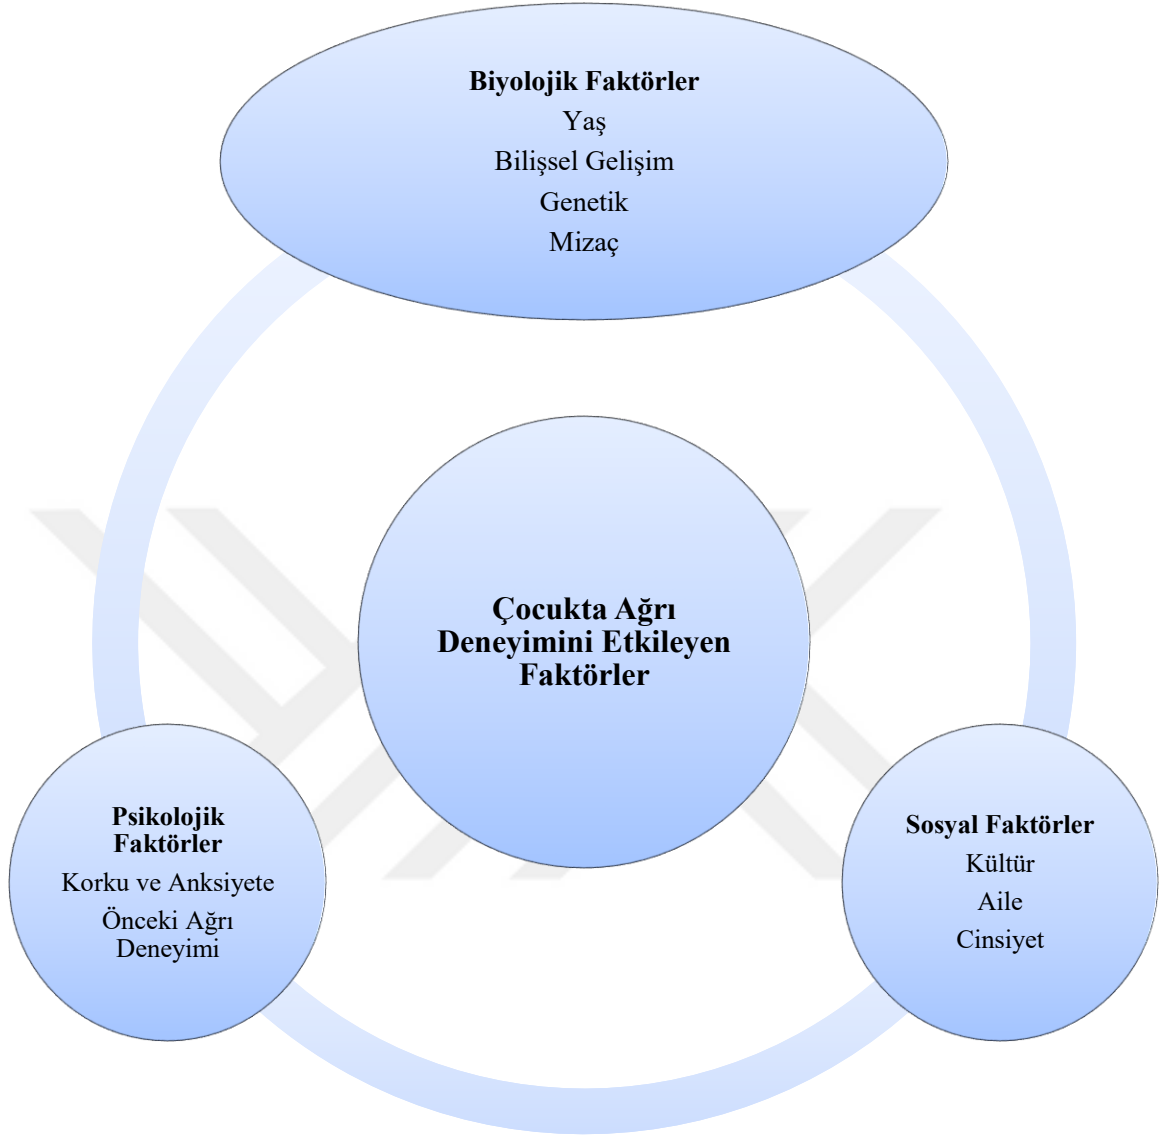 Biyolojik Faktörler
Yaş
Bilişsel Gelişim
Genetik
Mizaç
Çocukta Ağrı
Deneyimini Etkileyen
Faktörler
Psikolojik
Faktörler
Korku ve Anksiyete
Önceki Ağrı
Deneyimi
Sosyal Faktörler
Kültür
Aile
Cinsiyet